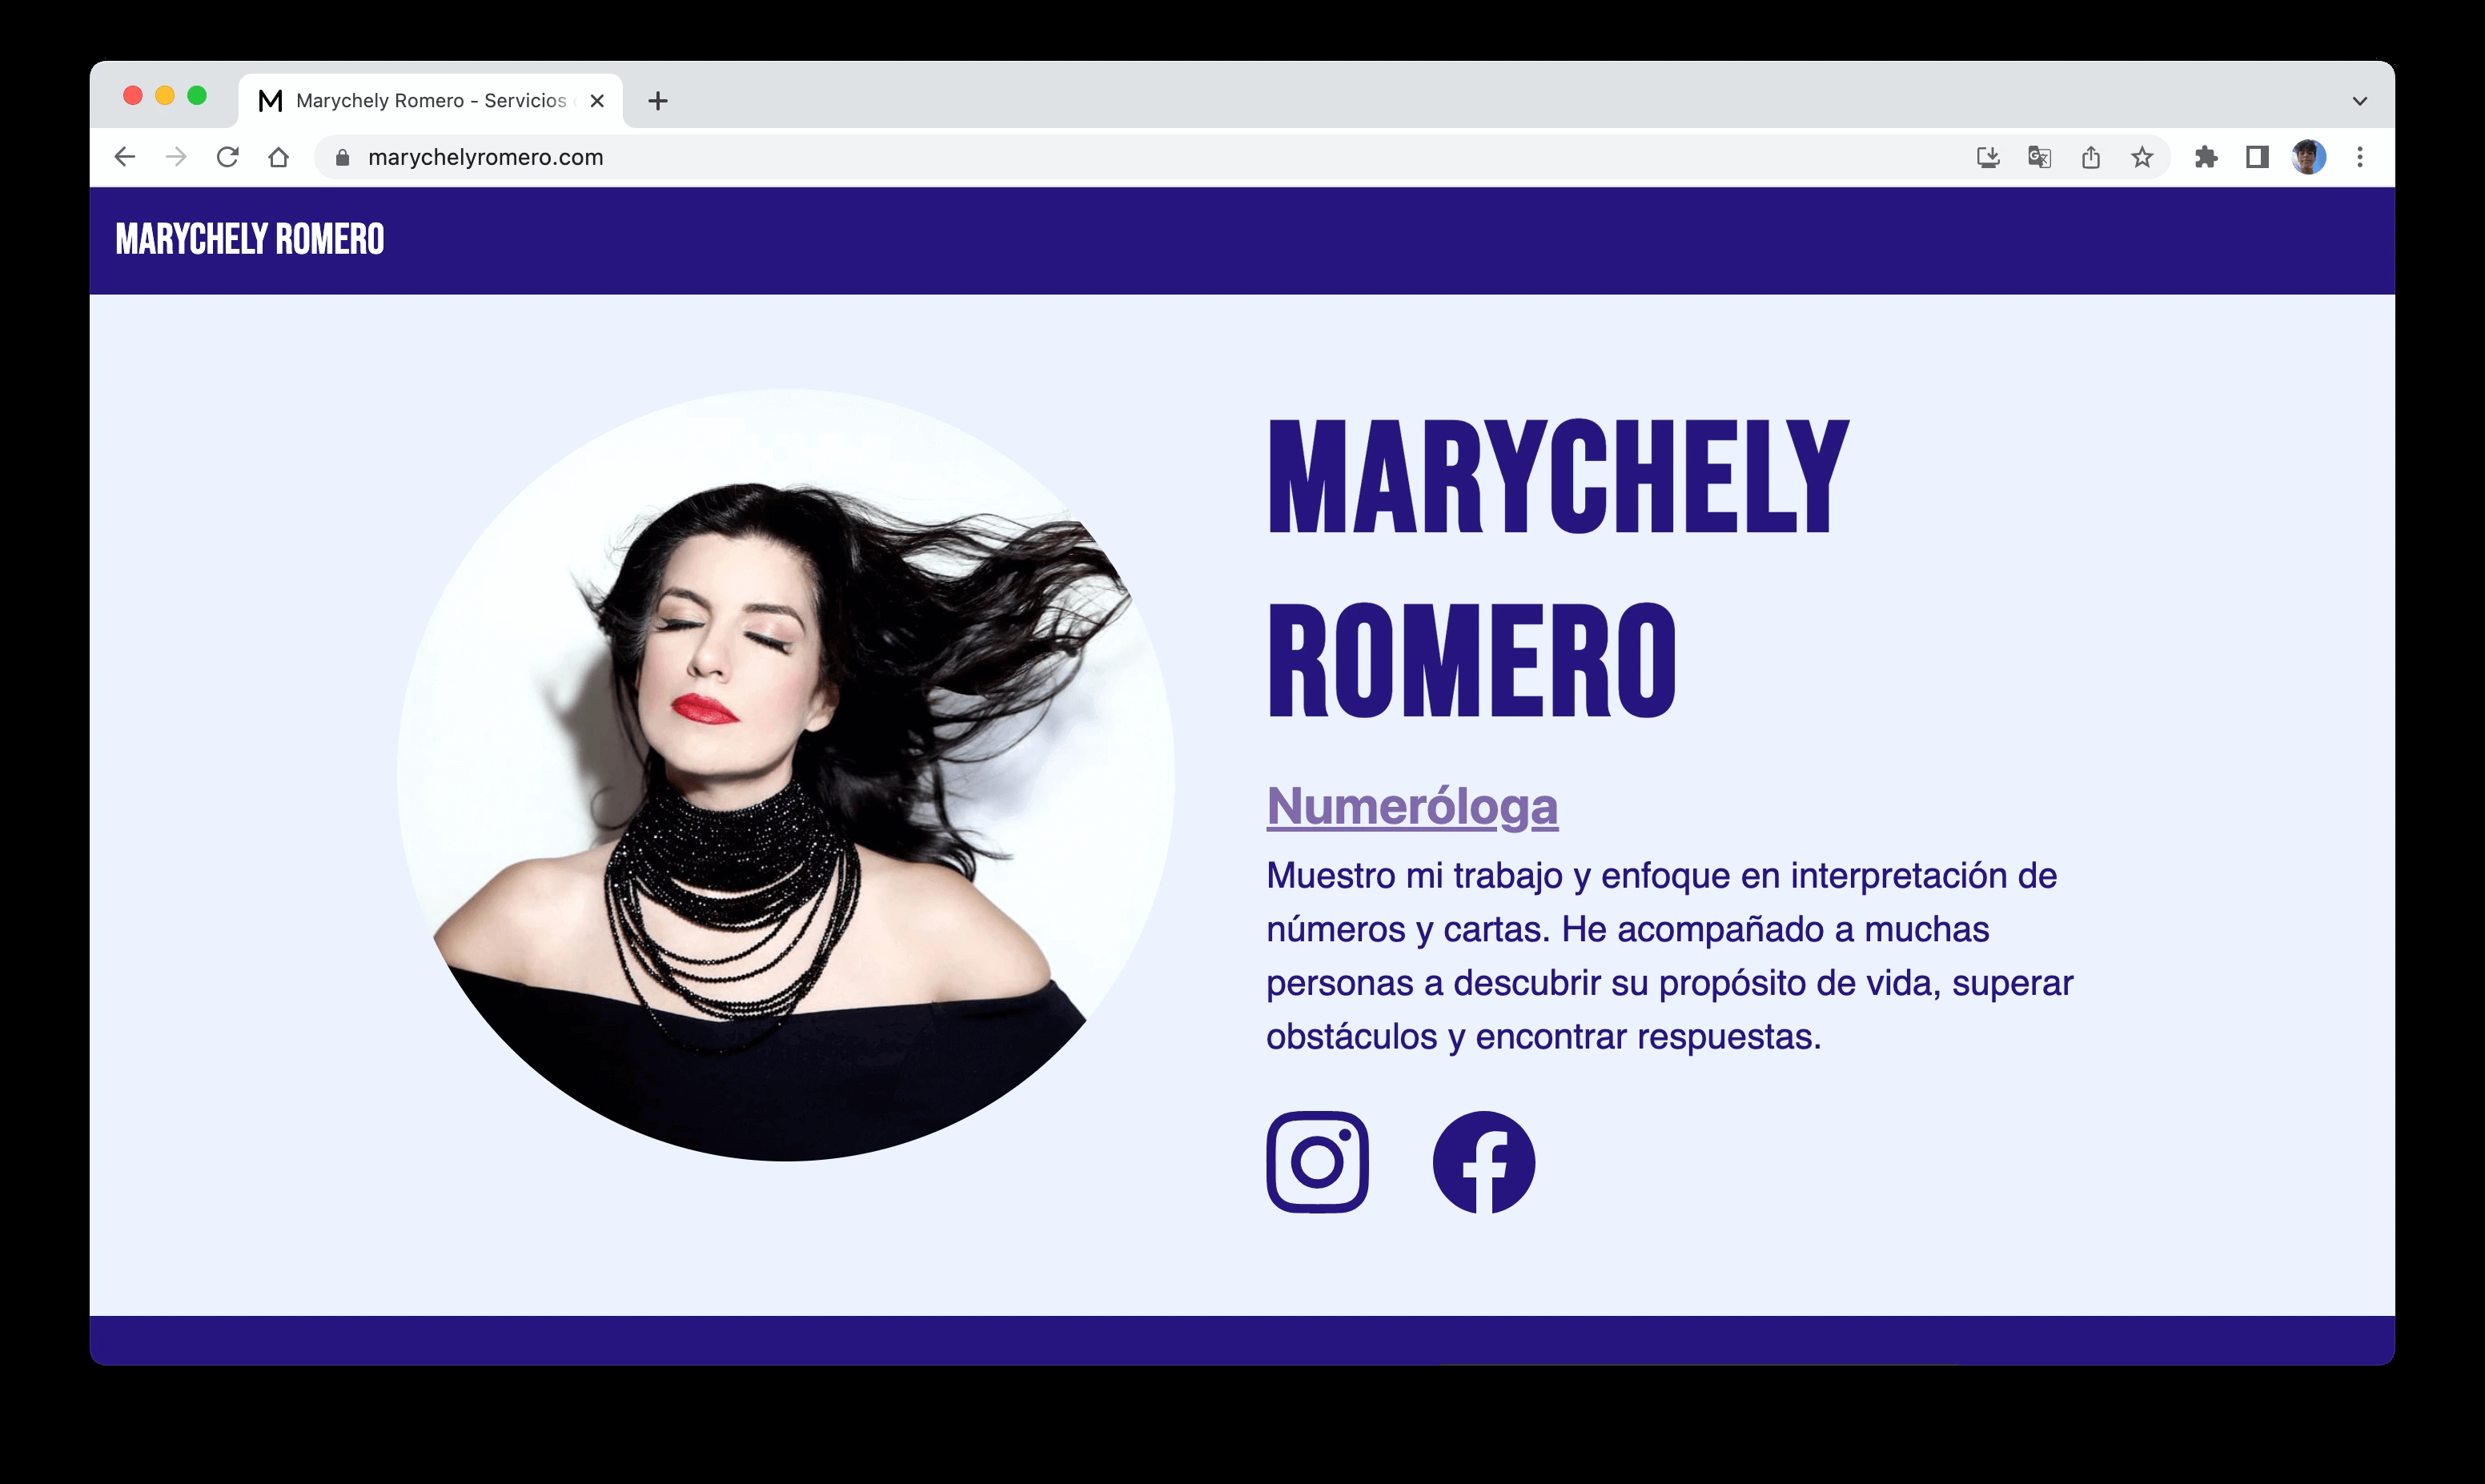 Marychely Romero - Servicios
marychelyromero.com
MARYCHELY ROMERO
MARYCHELY
ROMERO
Numeróloga
Muestro mi trabajo y enfoque en interpretación de
números y cartas. He acompañado a muchas
personas a descubrir su propósito de vida, superar
obstáculos y encontrar respuestas.